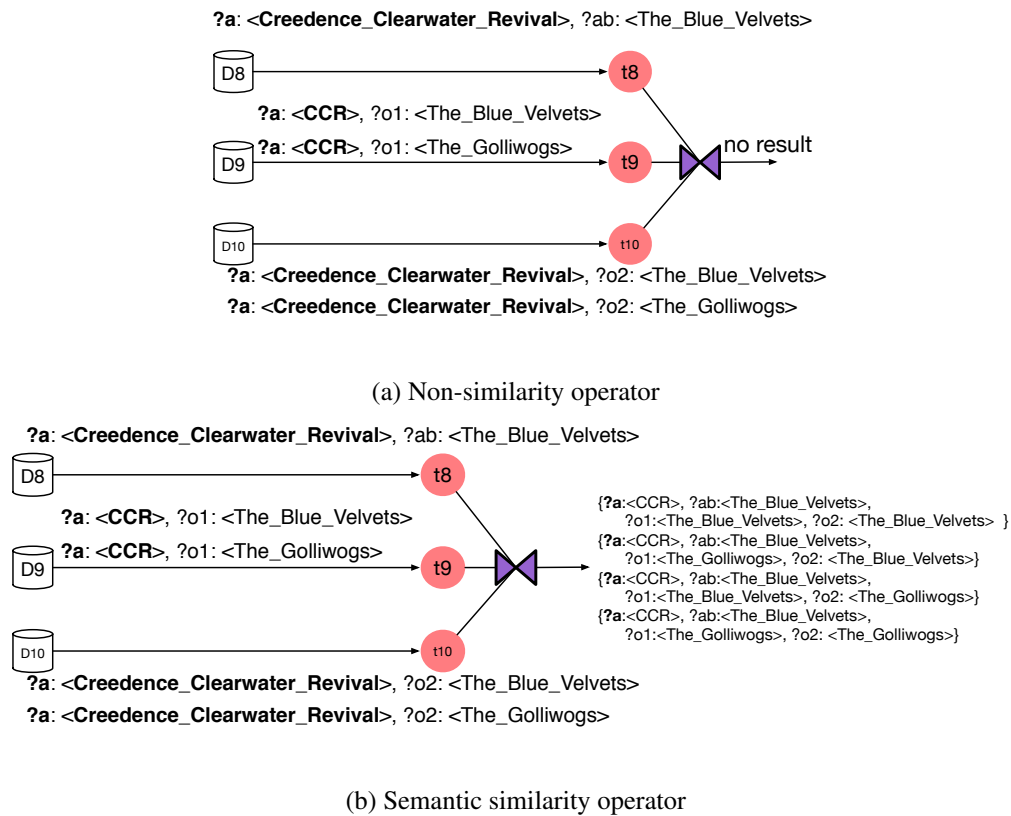 ?a: <Creedence_Clearwater_Revival>, ?ab: <The_Blue_Velvets>
D8
t8
?a: <CCR>, ?o1: <The_Blue_Velvets>
?a: <CCR>, ?o1: <The_Golliwogs>
D9
t9
no result
D10
t10
?a: <Creedence_Clearwater_Revival>, ?o2: <The_Blue_Velvets>
?a: <Creedence_Clearwater_Revival>, ?o2: <The_Golliwogs>
(a) Non-similarity operator
?a: <Creedence_Clearwater_Revival>, ?ab: <The_Blue_Velvets>
D8
t8
?a: <CCR>, ?o1: <The_Blue_Velvets>
?a: <CCR>, ?o1: <The_Golliwogs>
D9
t9
{?a:<CCR>, ?ab:<The_Blue_Velvets>,
?o1:<The_Blue_Velvets>, ?o2: <The_Blue_Velvets> }
{?a:<CCR>, ?ab:<The_Blue_Velvets>,
?o1:<The_Golliwogs>, ?o2: <The_Blue_Velvets>}
{?a:<CCR>, ?ab:<The_Blue_Velvets>,
?o1:<The_Blue_Velvets>, ?o2: <The_Golliwogs>}
{?a:<CCR>, ?ab:<The_Blue_Velvets>,
?o1:<The_Golliwogs>, ?o2: <The_Golliwogs>}
D10
t10
?a: <Creedence_Clearwater_Revival>, ?o2: <The_Blue_Velvets>
?a: <Creedence_Clearwater_Revival>, ?o2: <The_Golliwogs>
(b) Semantic similarity operator